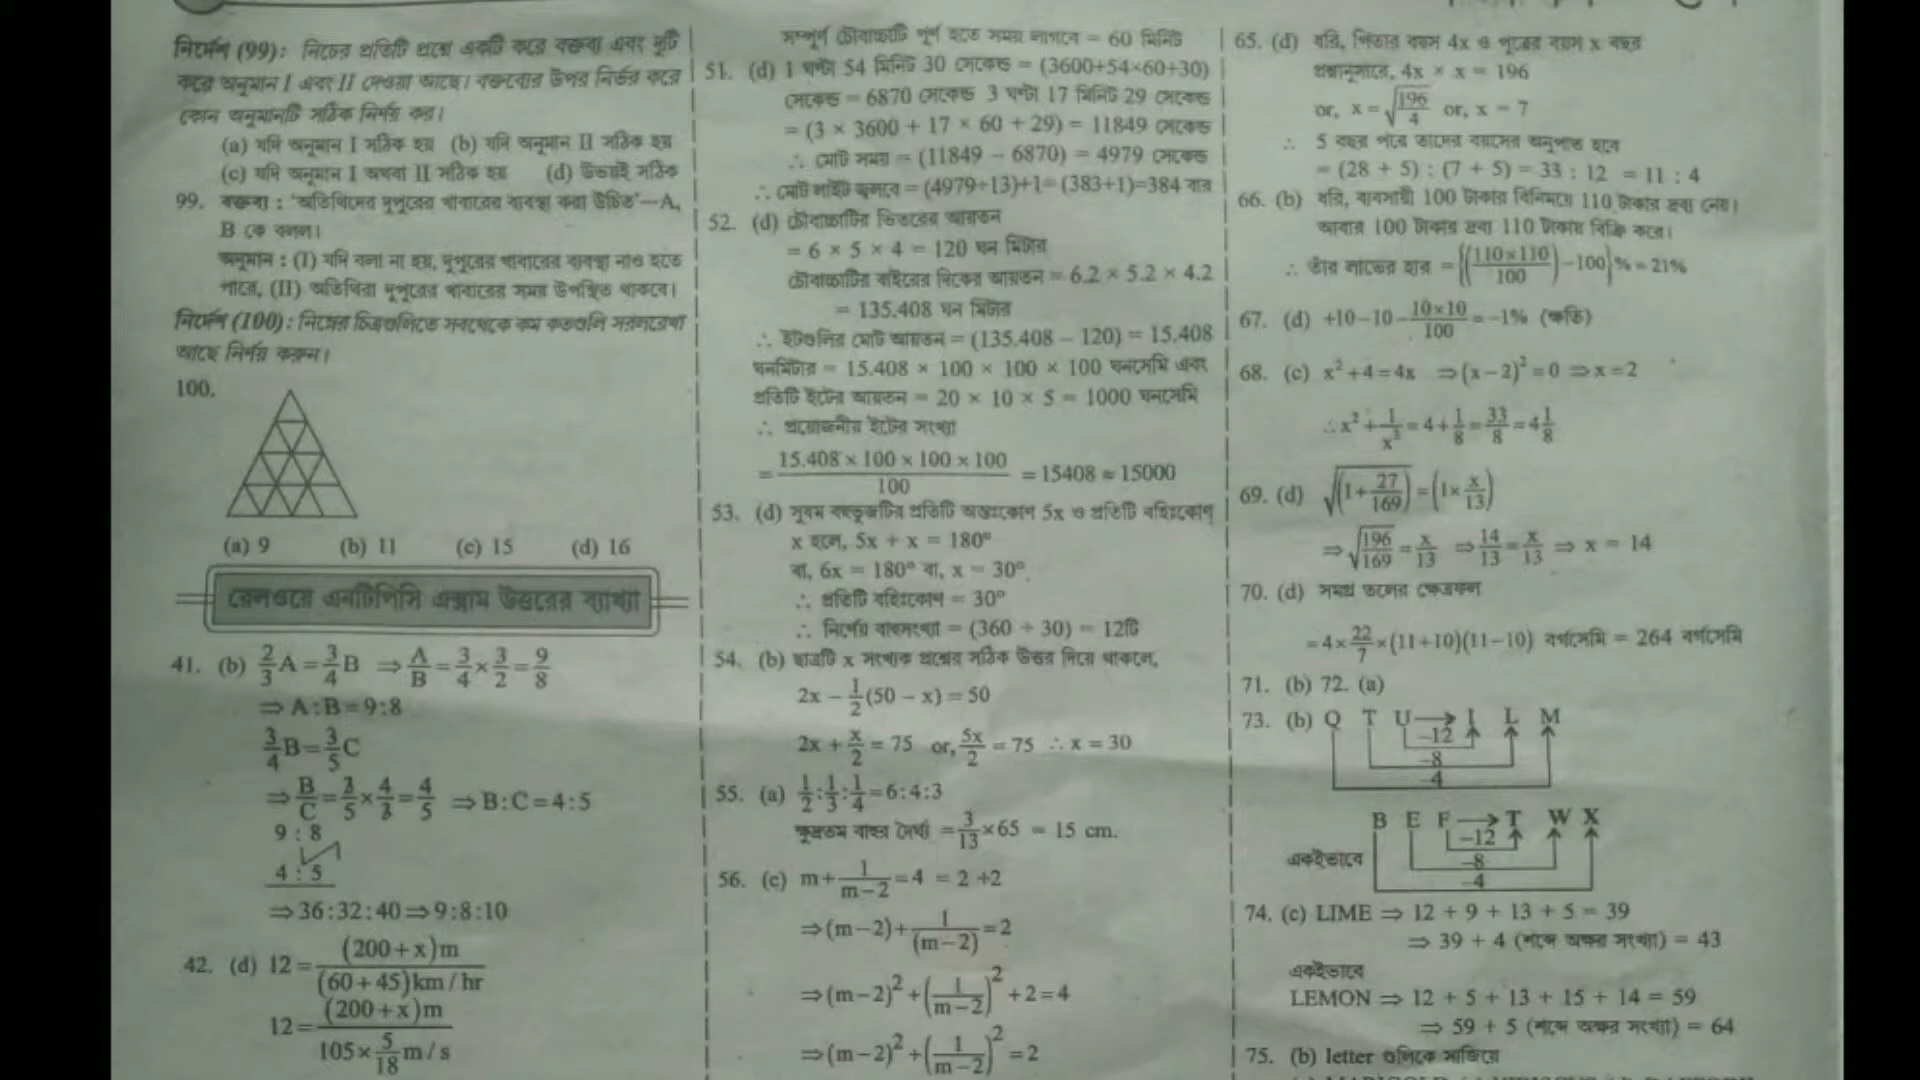 নির্দেশ (99) : নিচের প্রতিটি প্রশ্নে একটি করে বক্তব্য এবং দুটি
করে অনুমান I এবং II দেওয়া আছে। বক্তব্যের উপর নির্ভর করে
কোন অনুমানটি সঠিক নির্ণয় কর।
(a) যদি অনুমান I সঠিক হয় (b) যদি অনুমান II সঠিক হয়
(c) যদি অনুমান I অথবা II সঠিক হয় (d) উভয়ই সঠিক
99. বক্তব্য : 'অতিথিদের দুপুরের খাবারের ব্যবস্থা করা উচিত'—A,
B কে বলল।
অনুমান : (I) যদি বলা না হয়, দুপুরের খাবারের ব্যবস্থা নাও হতে
পারে, (II) অতিথিরা দুপুরের খাবারের সময় উপস্থিত থাকবে।
নির্দেশ (100) : নিম্নের চিত্রগুলিতে সবথেকে কম কতগুলি সরলরেখা
আছে নির্ণয় করুন।
100.
(a) 9 (b) 11 (c) 15 (d) 16
রেলওয়ে এনটিপিসি এক্সাম উত্তরের ব্যাখ্যা
41. (b) 2/3 A = 3/4 B ⇒ A/B = 3/4 × 3/2 = 9/8
⇒ A : B = 9 : 8
3/4 B = 3/5 C
⇒ B/C = 3/5 × 4/3 = 4/5 ⇒ B : C = 4 : 5
9 : 8
4 : 5
⇒ 36 : 32 : 40 ⇒ 9 : 8 : 10
42. (d) 12 = (200 + x)m / (60 + 45)km / hr
12 = (200 + x)m / 105 × 5/18 m / s
সম্পূর্ণ চৌবাচ্চাটি পূর্ণ হতে সময় লাগবে = 60 মিনিট
51. (d) 1 ঘণ্টা 54 মিনিট 30 সেকেন্ড = (3600+54×60+30)
সেকেন্ড = 6870 সেকেন্ড 3 ঘণ্টা 17 মিনিট 29 সেকেন্ড
= (3 × 3600 + 17 × 60 + 29) = 11849 সেকেন্ড
∴ মোট সময় = (11849 − 6870) = 4979 সেকেন্ড
∴ মোট লাইট জ্বলবে = (4979÷13)+1 = (383+1)=384 বার
52. (d) চৌবাচ্চাটির ভিতরের আয়তন
= 6 × 5 × 4 = 120 ঘন মিটার
চৌবাচ্চাটির বাইরের দিকের আয়তন = 6.2 × 5.2 × 4.2
= 135.408 ঘন মিটার
∴ ইটগুলির মোট আয়তন = (135.408 − 120) = 15.408
ঘনমিটার = 15.408 × 100 × 100 × 100 ঘনসেমি এবং
প্রতিটি ইটের আয়তন = 20 × 10 × 5 = 1000 ঘনসেমি
∴ প্রয়োজনীয় ইটের সংখ্যা
= 15.408 × 100 × 100 × 100 / 100 = 15408 ≈ 15000
53. (d) সুষম বহুভুজটির প্রতিটি অন্তঃকোণ 5x ও প্রতিটি বহিঃকোণ
x হলে, 5x + x = 180°
বা, 6x = 180° বা, x = 30°
∴ প্রতিটি বহিঃকোণ = 30°
∴ নির্ণেয় বাহুসংখ্যা = (360 ÷ 30) = 12টি
54. (b) ছাত্রটি x সংখ্যক প্রশ্নের সঠিক উত্তর দিয়ে থাকলে,
2x − 1/2 (50 − x) = 50
2x + x/2 = 75 or, 5x/2 = 75 ∴ x = 30
55. (a) 1/2 : 1/3 : 1/4 = 6 : 4 : 3
ক্ষুদ্রতম বাহুর দৈর্ঘ্য = 3/13 × 65 = 15 cm.
56. (c) m + 1/(m − 2) = 4 = 2 + 2
⇒ (m − 2) + 1/(m − 2) = 2
⇒ (m − 2)² + (1/(m − 2))² + 2 = 4
⇒ (m − 2)² + (1/(m − 2))² = 2
65. (d) ধরি, পিতার বয়স 4x ও পুত্রের বয়স x বছর
প্রশ্নানুসারে, 4x × x = 196
or, x = √(196/4) or, x = 7
∴ 5 বছর পরে তাদের বয়সের অনুপাত হবে
= (28 + 5) : (7 + 5) = 33 : 12 = 11 : 4
66. (b) ধরি, ব্যবসায়ী 100 টাকার বিনিময়ে 110 টাকার দ্রব্য নেয়।
আবার 100 টাকার দ্রব্য 110 টাকায় বিক্রি করে।
∴ তাঁর লাভের হার = {(110×110/100) − 100}% = 21%
67. (d) +10 − 10 − 10×10/100 = −1% (ক্ষতি)
68. (c) x² + 4 = 4x ⇒ (x − 2)² = 0 ⇒ x = 2
∴ x² + 1/x³ = 4 + 1/8 = 33/8 = 4 1/8
69. (d) √(1 + 27/169) = (1 × x/13)
⇒ √(196/169) = x/13 ⇒ 14/13 = x/13 ⇒ x = 14
70. (d) সমগ্র তলের ক্ষেত্রফল
= 4 × 22/7 × (11+10)(11−10) বর্গসেমি = 264 বর্গসেমি
71. (b) 72. (a)
73. (b) Q T U → I L M
−12
−8
−4
B E F → T W X
−12
একইভাবে
−8
−4
74. (c) LIME ⇒ 12 + 9 + 13 + 5 = 39
⇒ 39 + 4 (শব্দে অক্ষর সংখ্যা) = 43
একইভাবে
LEMON ⇒ 12 + 5 + 13 + 15 + 14 = 59
⇒ 59 + 5 (শব্দে অক্ষর সংখ্যা) = 64
75. (b) letter গুলিকে সাজিয়ে